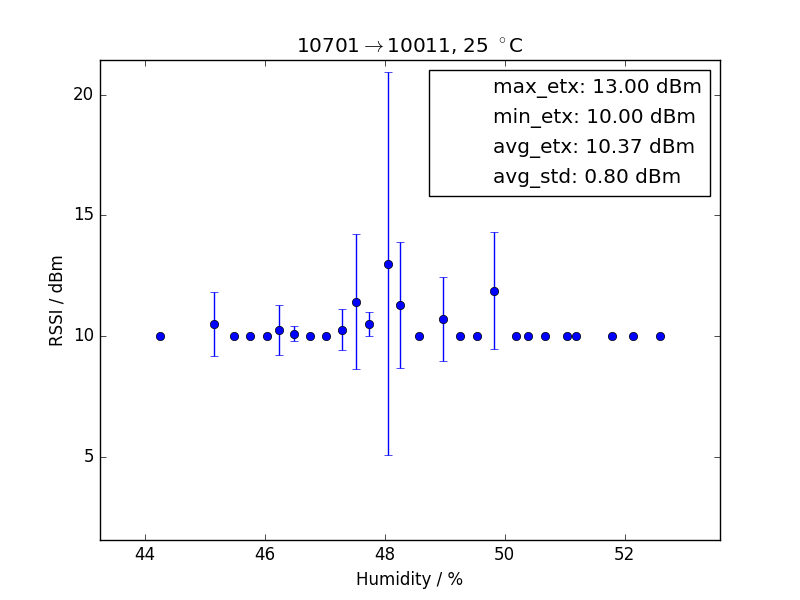 10701→10011, 25 °C
max_etx: 13.00 dBm
min_etx: 10.00 dBm
avg_etx: 10.37 dBm
avg_std: 0.80 dBm
20
15
10
5
RSSI / dBm
44 46 48 50 52
Humidity / %